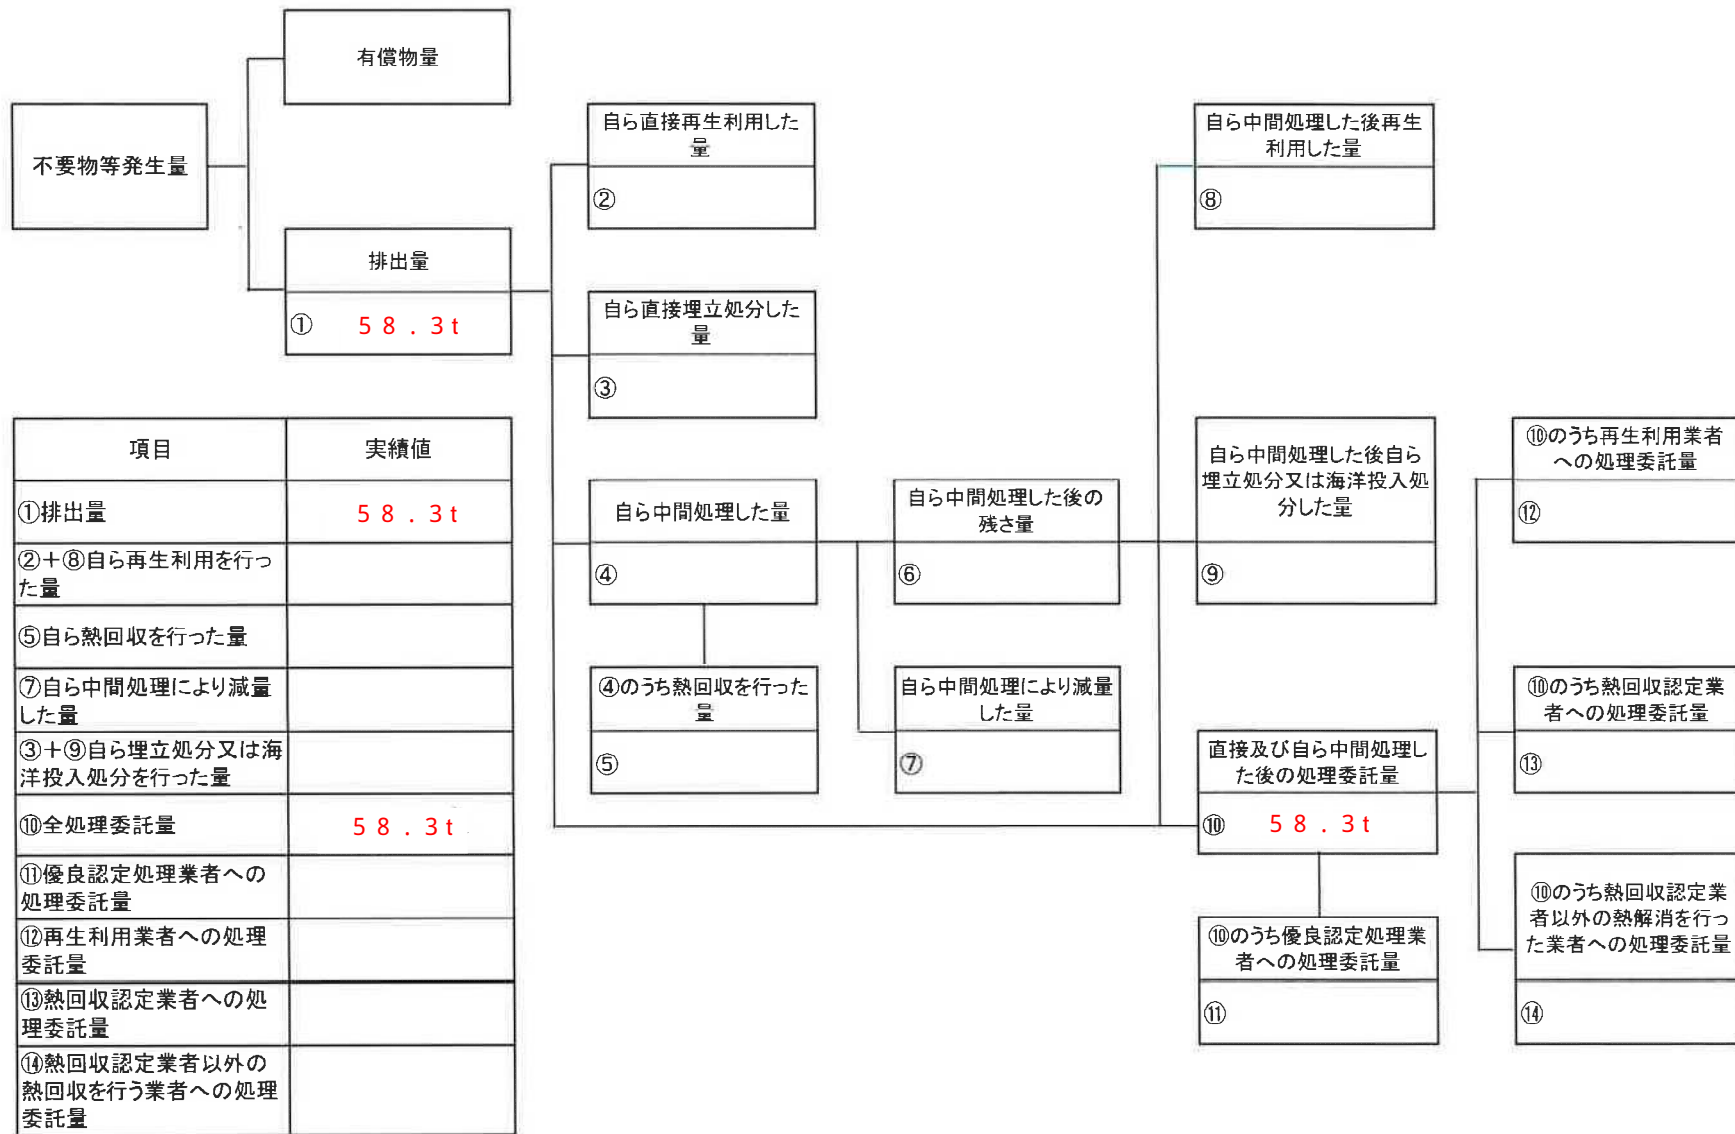 有償物量
不要物等発生量
自ら直接再生利用した
量
②
自ら中間処理した後再生
利用した量
⑧
排出量
① 58.3t
自ら直接埋立処分した
量
③
項目 実績値
①排出量 58.3t
②+⑧自ら再生利用を行っ
た量
⑤自ら熱回収を行った量
⑦自ら中間処理により減量
した量
③+⑨自ら埋立処分又は海
洋投入処分を行った量
⑩全処理委託量 58.3t
⑪優良認定処理業者への
処理委託量
⑫再生利用業者への処理
委託量
⑬熱回収認定業者への処
理委託量
⑭熱回収認定業者以外の
熱回収を行う業者への処理
委託量
自ら中間処理した量
④
④のうち熱回収を行った
量
⑤
自ら中間処理した後の
残さ量
⑥
自ら中間処理により減量
した量
⑦
自ら中間処理した後自ら
埋立処分又は海洋投入処
分した量
⑨
直接及び自ら中間処理し
た後の処理委託量
⑩ 58.3t
⑩のうち優良認定処理業
者への処理委託量
⑪
⑩のうち再生利用業者
への処理委託量
⑫
⑩のうち熱回収認定業
者への処理委託量
⑬
⑩のうち熱回収認定業
者以外の熱解消を行っ
た業者への処理委託量
⑭